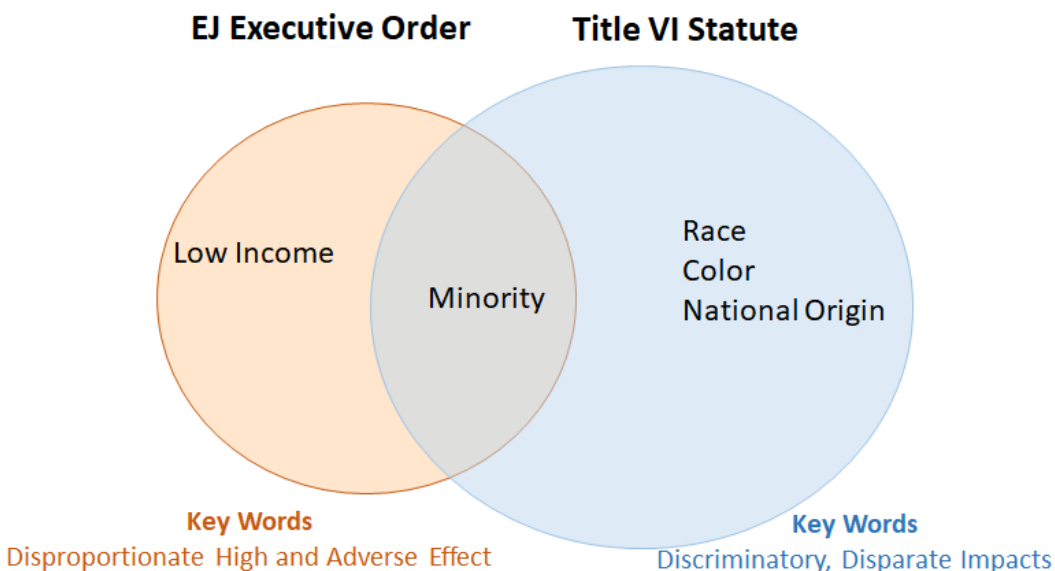 EJ Executive Order
Title VI Statute
Low Income
Minority
Race
Color
National Origin
Key Words
Disproportionate High and Adverse Effect
Key Words
Discriminatory, Disparate Impacts